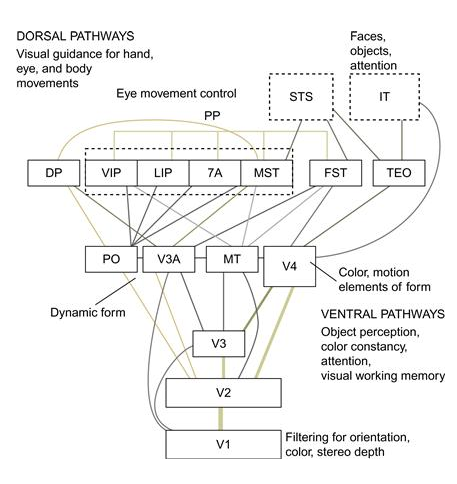 DORSAL PATHWAYS
Visual guidance for hand,
eye, and body
movements
Faces,
objects,
attention
Eye movement control
PP
STS
IT
DP
VIP
LIP
7A
MST
FST
TEO
PO
V3A
MT
V4
Color, motion
elements of form
Dynamic form
VENTRAL PATHWAYS
Object perception,
color constancy,
attention,
visual working memory
V3
V2
V1
Filtering for orientation,
color, stereo depth